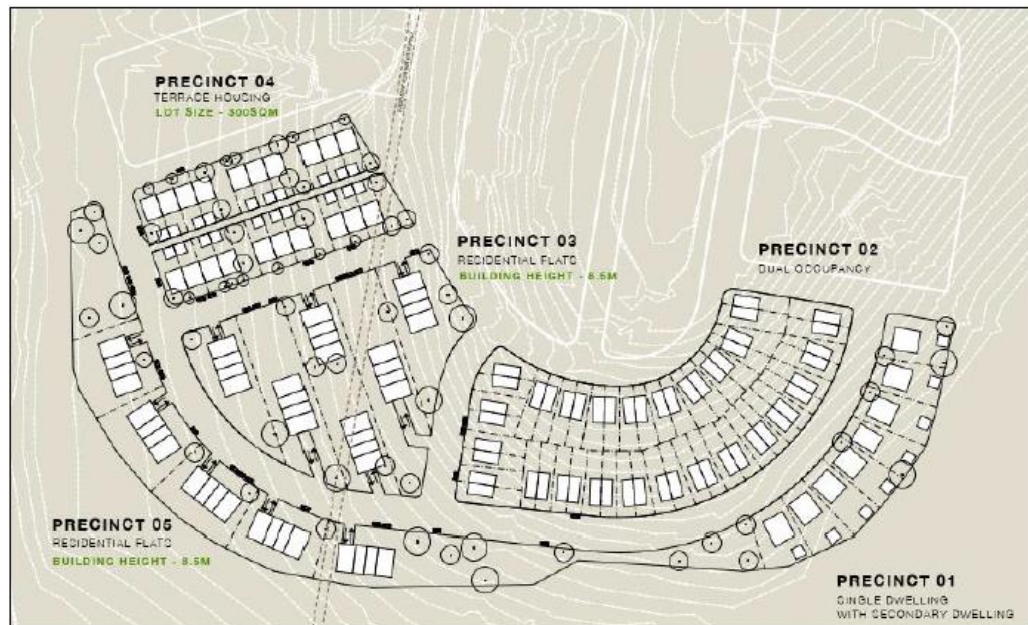 PRECINCT 04
TERRACE HOUSING
LOT SIZE - 300SQM
PRECINCT 03
RESIDENTIAL FLATS
BUILDING HEIGHT - 8.5M
PRECINCT 02
DUAL OCCUPANCY
PRECINCT 05
RESIDENTIAL FLATS
BUILDING HEIGHT - 8.5M
PRECINCT 01
SINGLE DWELLING
WITH SECONDARY DWELLING